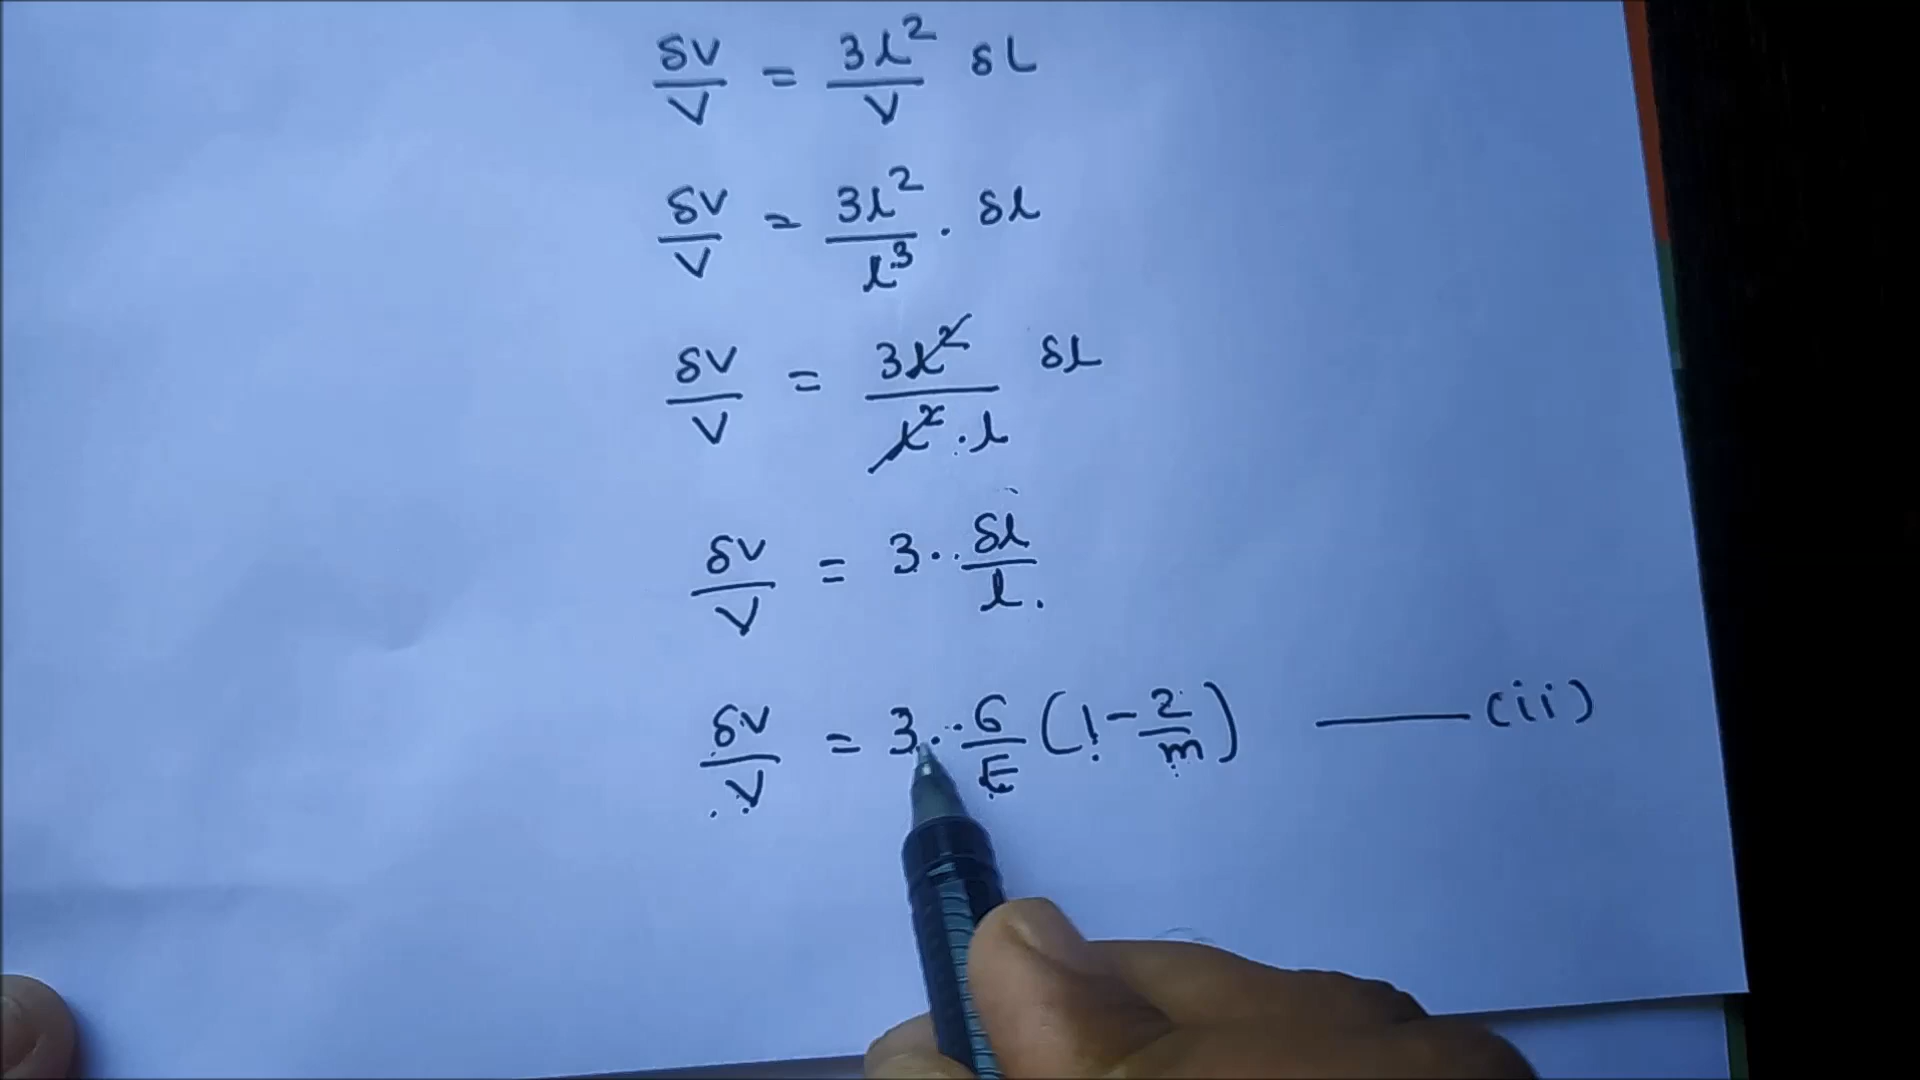 δV/V = 3l²/V δL
δV/V = 3l²/l³ . δl
δV/V = 3l²/l².l δl
δV/V = 3.. δl/l.
δV/V = 3.. σ/E (1 - 2/m) —— (ii)